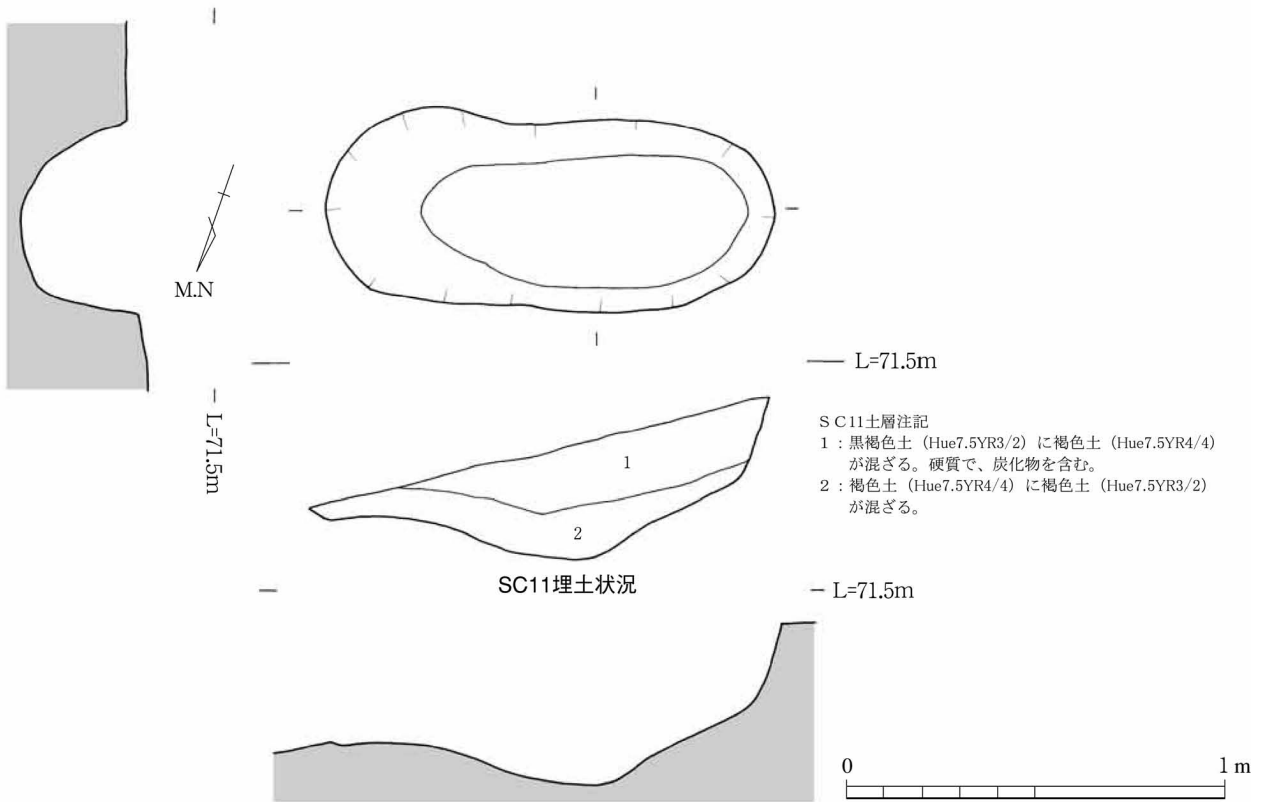 M.N
L=71.5m
L=71.5m
1
2
SC11土層注記
1：黒褐色土（Hue7.5YR3/2）に褐色土（Hue7.5YR4/4）
が混ざる。硬質で、炭化物を含む。
2：褐色土（Hue7.5YR4/4）に褐色土（Hue7.5YR3/2）
が混ざる。
SC11埋土状況
L=71.5m
0
1 m